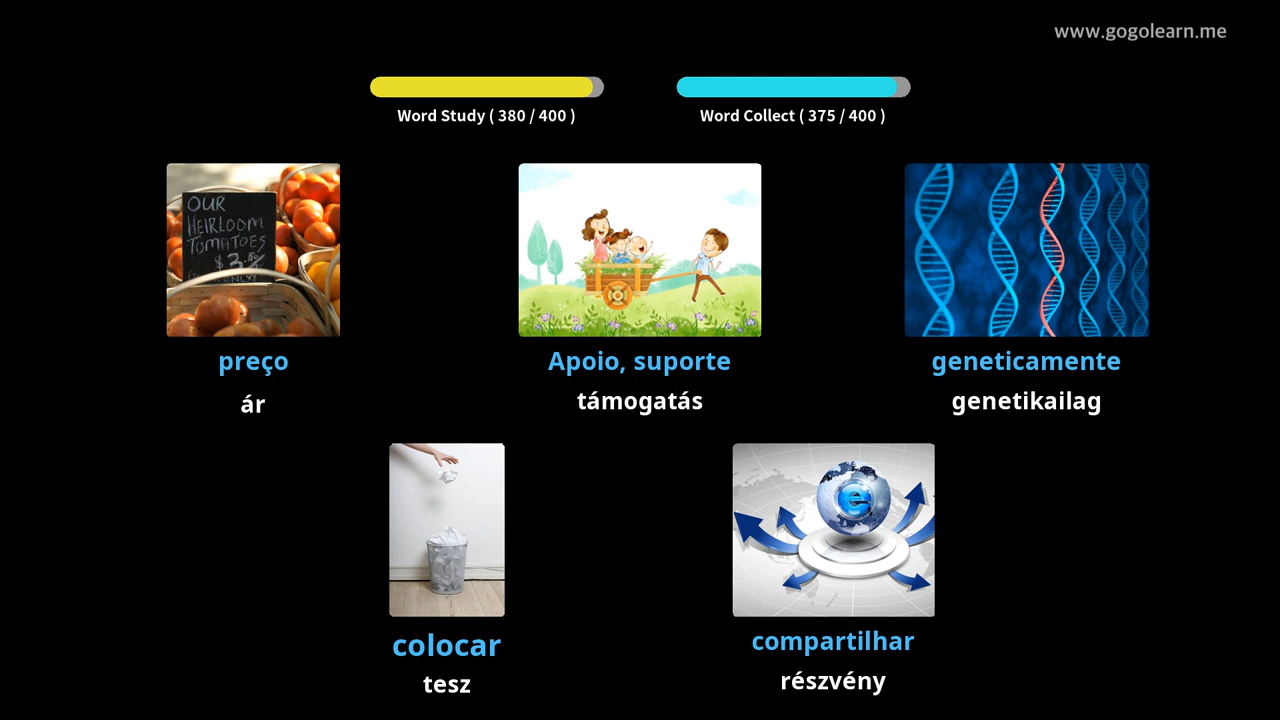 www.gogolearn.me
Word Study ( 380 / 400 )
Word Collect ( 375 / 400 )
OUR
HEIRLOOM
TOMATOES
preço
Apoio, suporte
geneticamente
ár
támogatás
genetikailag
e
colocar
compartilhar
tesz
részvény